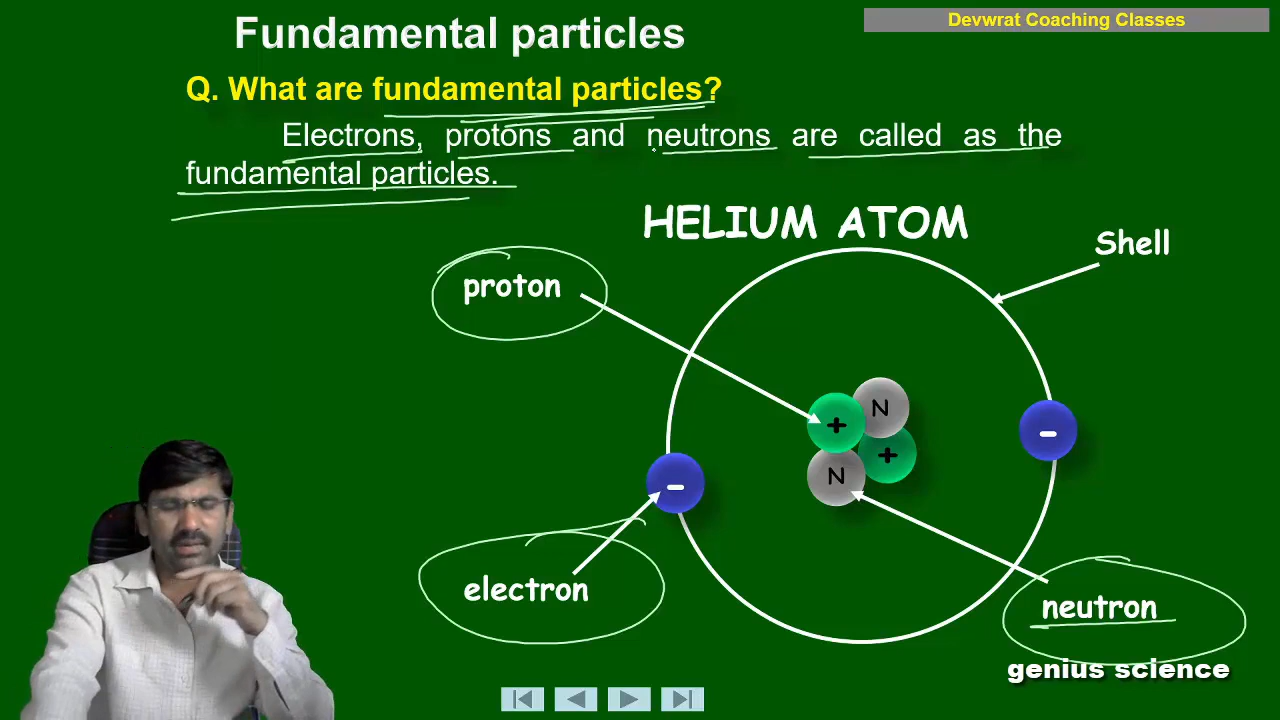 Fundamental particles
Devwrat Coaching Classes
Q. What are fundamental particles?
Electrons, protons and neutrons are called as the
fundamental particles.
HELIUM ATOM
Shell
proton
N
+
+
N
-
-
electron
neutron
genius science